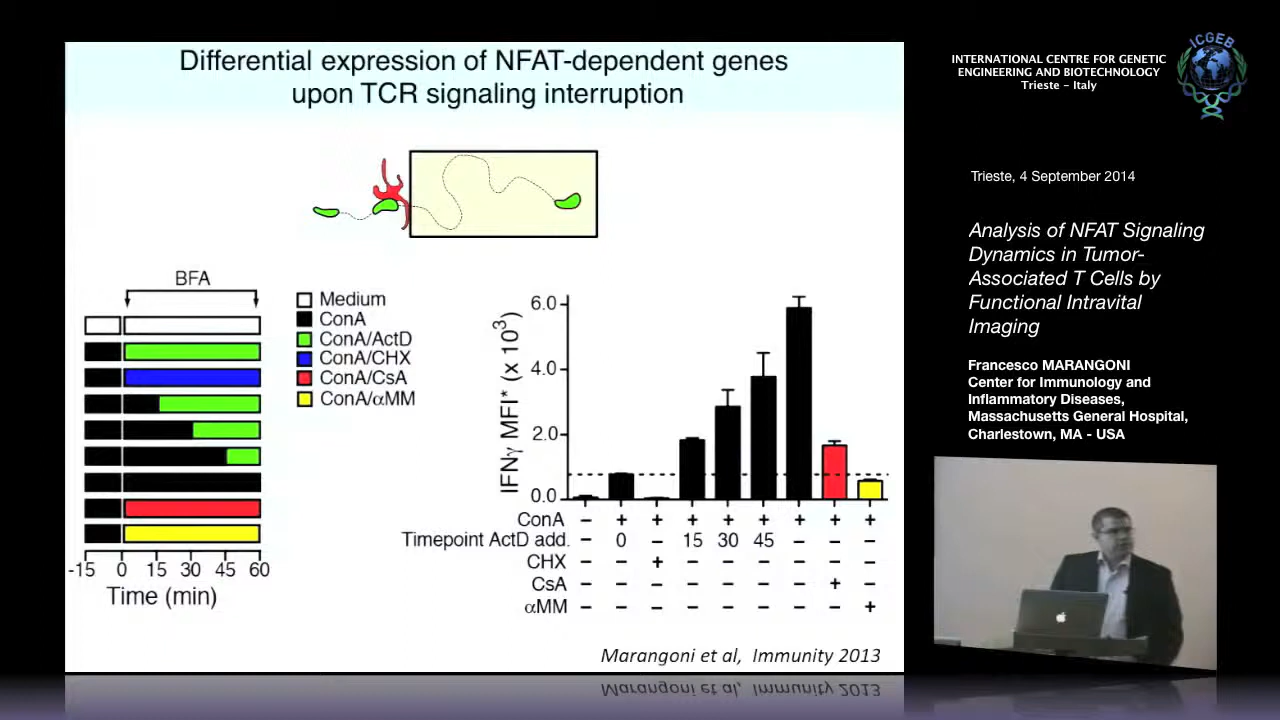 Differential expression of NFAT-dependent genes
upon TCR signaling interruption
BFA
Medium
ConA
ConA/ActD
ConA/CHX
ConA/CsA
ConA/αMM
-15 0 15 30 45 60
Time (min)
IFNγ MFI* (x 10³)
6.0
4.0
2.0
0.0
ConA − + + + + + + + +
Timepoint ActD add. − 0 − 15 30 45 − − −
CHX − − + − − − − − −
CsA − − − − − − − + −
αMM − − − − − − − − +
Marangoni et al, Immunity 2013
INTERNATIONAL CENTRE FOR GENETIC
ENGINEERING AND BIOTECHNOLOGY
Trieste - Italy
ICGEB
Trieste, 4 September 2014
Analysis of NFAT Signaling
Dynamics in Tumor-
Associated T Cells by
Functional Intravital
Imaging
Francesco MARANGONI
Center for Immunology and
Inflammatory Diseases,
Massachusetts General Hospital,
Charlestown, MA - USA